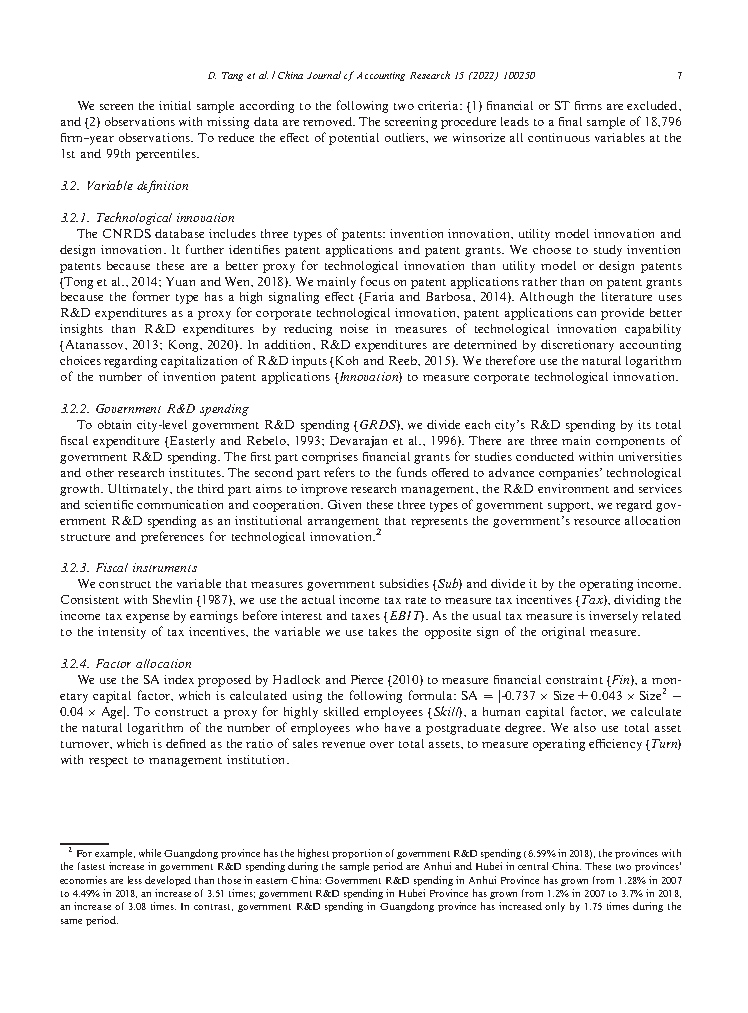 D. Tang et al. / China Journal of Accounting Research 15 (2022) 100250 7
We screen the initial sample according to the following two criteria: (1) financial or ST firms are excluded,
and (2) observations with missing data are removed. The screening procedure leads to a final sample of 18,796
firm–year observations. To reduce the effect of potential outliers, we winsorize all continuous variables at the
1st and 99th percentiles.
3.2. Variable definition
3.2.1. Technological innovation
The CNRDS database includes three types of patents: invention innovation, utility model innovation and
design innovation. It further identifies patent applications and patent grants. We choose to study invention
patents because these are a better proxy for technological innovation than utility model or design patents
(Tong et al., 2014; Yuan and Wen, 2018). We mainly focus on patent applications rather than on patent grants
because the former type has a high signaling effect (Faria and Barbosa, 2014). Although the literature uses
R&D expenditures as a proxy for corporate technological innovation, patent applications can provide better
insights than R&D expenditures by reducing noise in measures of technological innovation capability
(Atanassov, 2013; Kong, 2020). In addition, R&D expenditures are determined by discretionary accounting
choices regarding capitalization of R&D inputs (Koh and Reeb, 2015). We therefore use the natural logarithm
of the number of invention patent applications (Innovation) to measure corporate technological innovation.
3.2.2. Government R&D spending
To obtain city-level government R&D spending (GRDS), we divide each city's R&D spending by its total
fiscal expenditure (Easterly and Rebelo, 1993; Devarajan et al., 1996). There are three main components of
government R&D spending. The first part comprises financial grants for studies conducted within universities
and other research institutes. The second part refers to the funds offered to advance companies' technological
growth. Ultimately, the third part aims to improve research management, the R&D environment and services
and scientific communication and cooperation. Given these three types of government support, we regard gov-
ernment R&D spending as an institutional arrangement that represents the government's resource allocation
structure and preferences for technological innovation.2
3.2.3. Fiscal instruments
We construct the variable that measures government subsidies (Sub) and divide it by the operating income.
Consistent with Shevlin (1987), we use the actual income tax rate to measure tax incentives (Tax), dividing the
income tax expense by earnings before interest and taxes (EBIT). As the usual tax measure is inversely related
to the intensity of tax incentives, the variable we use takes the opposite sign of the original measure.
3.2.4. Factor allocation
We use the SA index proposed by Hadlock and Pierce (2010) to measure financial constraint (Fin), a mon-
etary capital factor, which is calculated using the following formula: SA = |-0.737 × Size + 0.043 × Size2 −
0.04 × Age|. To construct a proxy for highly skilled employees (Skill), a human capital factor, we calculate
the natural logarithm of the number of employees who have a postgraduate degree. We also use total asset
turnover, which is defined as the ratio of sales revenue over total assets, to measure operating efficiency (Turn)
with respect to management institution.
2 For example, while Guangdong province has the highest proportion of government R&D spending (6.59% in 2018), the provinces with
the fastest increase in government R&D spending during the sample period are Anhui and Hubei in central China. These two provinces'
economies are less developed than those in eastern China: Government R&D spending in Anhui Province has grown from 1.28% in 2007
to 4.49% in 2018, an increase of 3.51 times; government R&D spending in Hubei Province has grown from 1.2% in 2007 to 3.7% in 2018,
an increase of 3.08 times. In contrast, government R&D spending in Guangdong province has increased only by 1.75 times during the
same period.